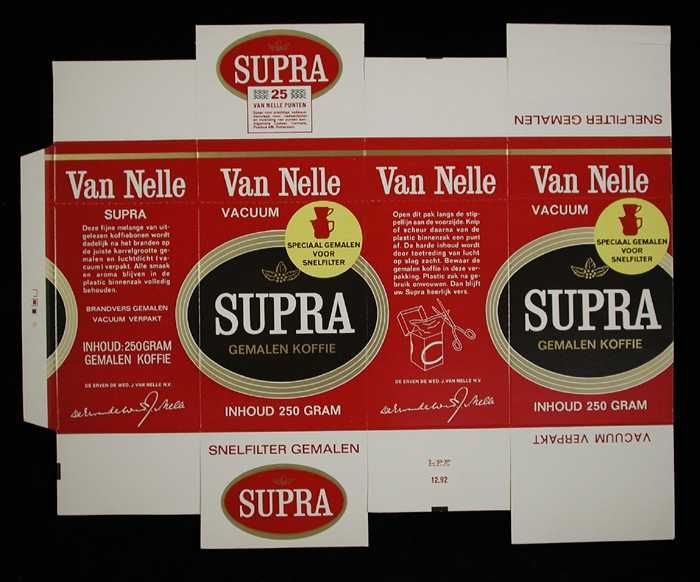 SUPRA
25
VAN NELLE PUNTEN
SNELFILTER GEMALEN
Van Nelle
SUPRA
Deze fijne melange van uit-
gelezen koffiebonen wordt
dadelijk na het branden op
de juiste korrelgrootte ge-
malen en luchtdicht (va-
cuum) verpakt. Alle smaak
en aroma blijven in de
plastic binnenzak volledig
behouden.
BRANDVERS GEMALEN
VACUUM VERPAKT
INHOUD: 250 GRAM
GEMALEN KOFFIE
DE ERVEN DE WED. J. VAN NELLE N.V.
Van Nelle
VACUUM
SPECIAAL GEMALEN
VOOR
SNELFILTER
SUPRA
GEMALEN KOFFIE
INHOUD 250 GRAM
Van Nelle
Open dit pak langs de stip-
pellijn aan de voorzijde. Knip
of scheur daarna van de
plastic binnenzak een punt
af. De harde inhoud wordt
door toetreding van lucht
op slag zacht. Bewaar de
gemalen koffie in deze ver-
pakking. Plastic zak na ge-
bruik omvouwen. Dan blijft
uw Supra heerlijk vers.
DE ERVEN DE WED. J. VAN NELLE N.V.
Van Nelle
VACUUM
SPECIAAL GEMALEN
VOOR
SNELFILTER
SUPRA
GEMALEN KOFFIE
INHOUD 250 GRAM
SNELFILTER GEMALEN
SUPRA
12.92
VACUUM VERPAKT